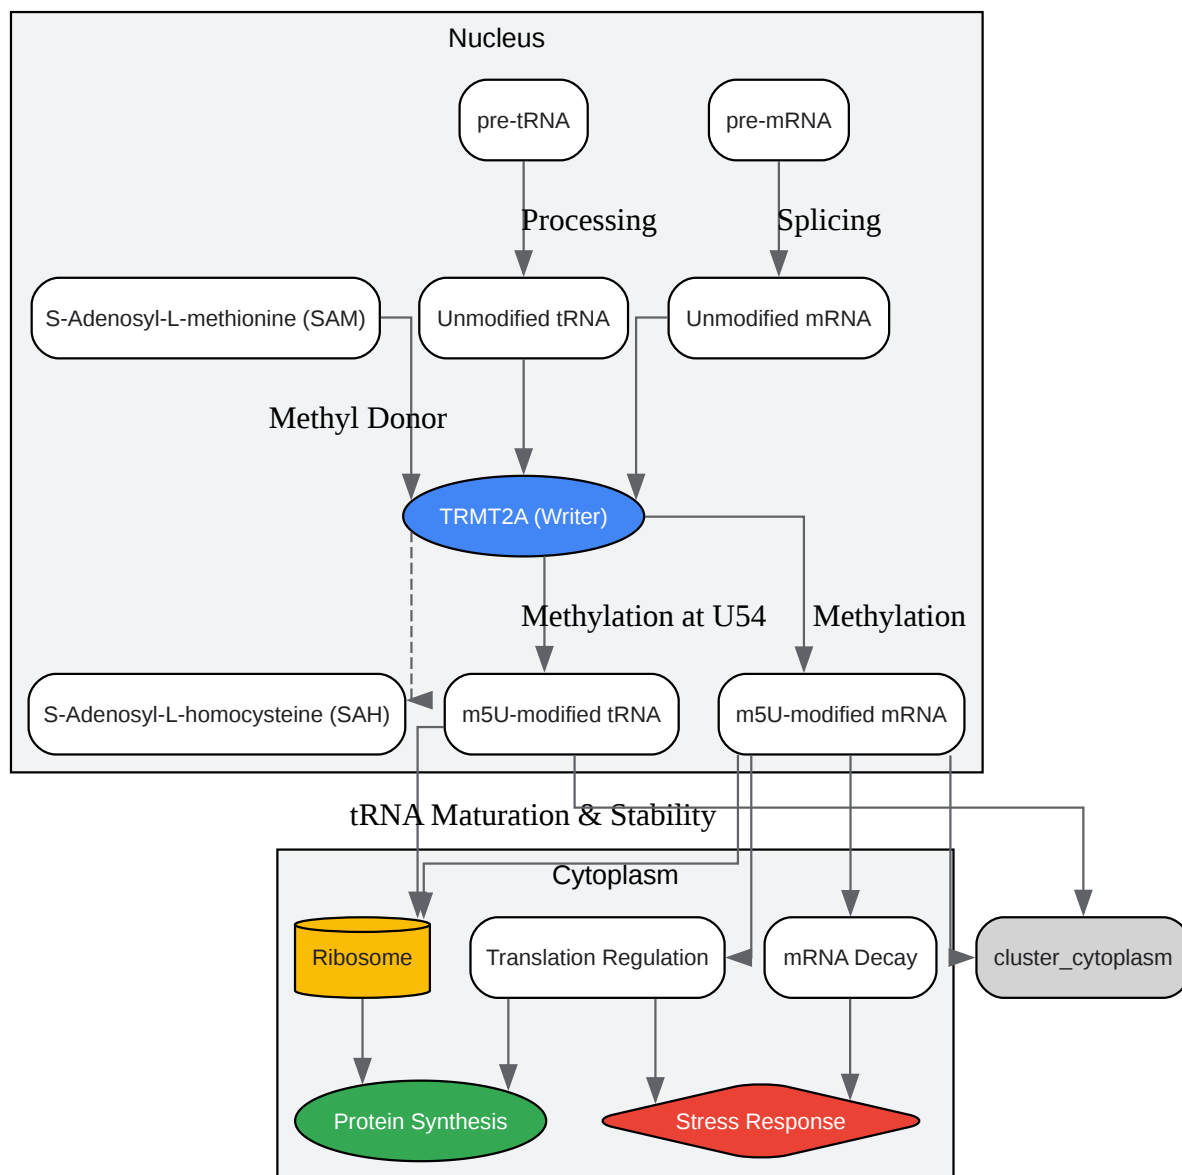 Nucleus
pre-tRNA
pre-mRNA
Processing
Splicing
S-Adenosyl-L-methionine (SAM)
Unmodified tRNA
Unmodified mRNA
Methyl Donor
TRMT2A (Writer)
Methylation at U54
Methylation
S-Adenosyl-L-homocysteine (SAH)
m5U-modified tRNA
m5U-modified mRNA
tRNA Maturation & Stability
Cytoplasm
Ribosome
Translation Regulation
mRNA Decay
cluster_cytoplasm
Protein Synthesis
Stress Response